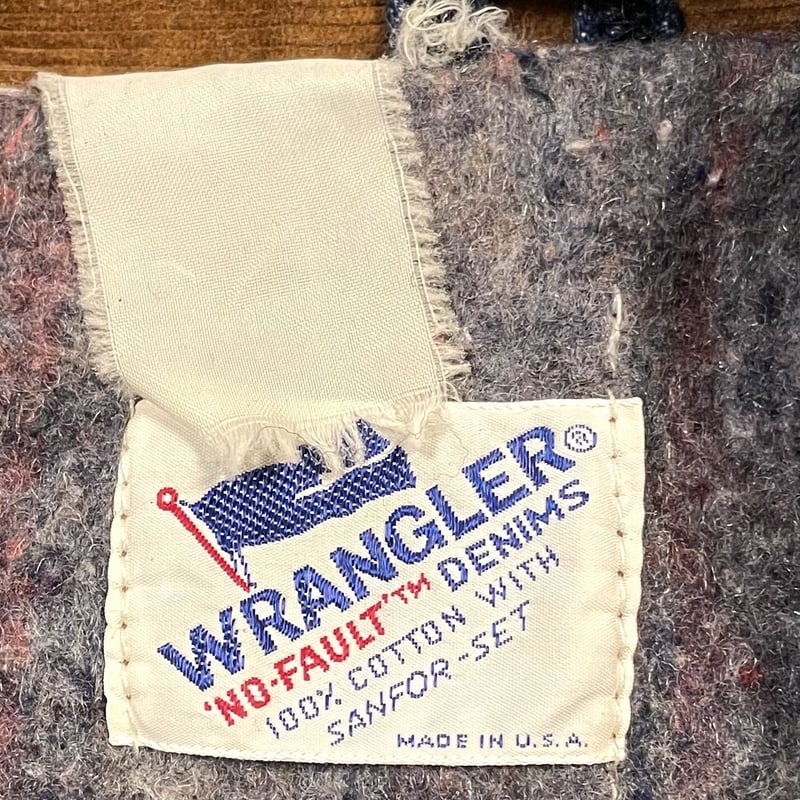 WRANGLER®
'NO-FAULT'™ DENIMS
100% COTTON WITH
SANFOR-SET
MADE IN U.S.A.